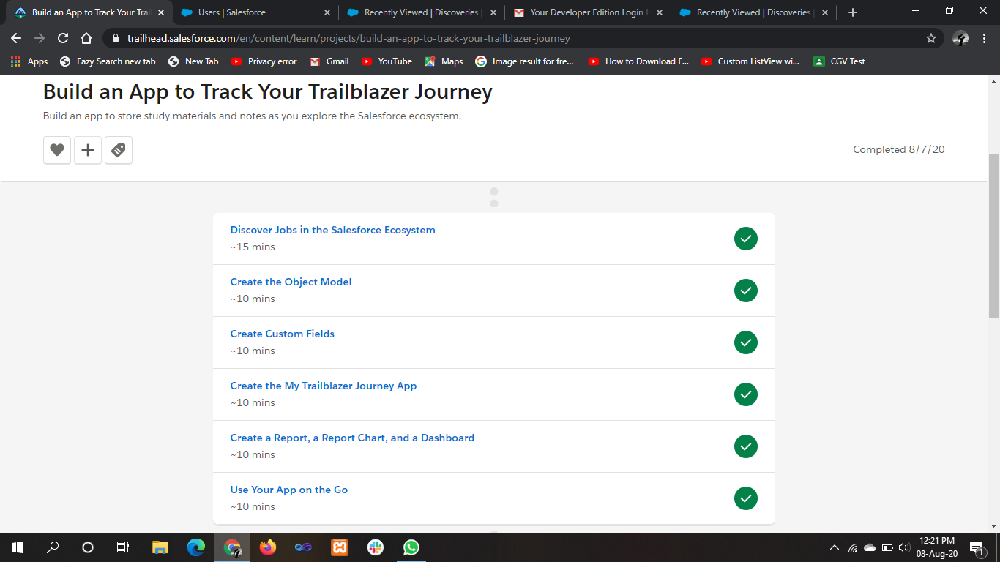 Build an App to Track Your Trai
Users | Salesforce
Recently Viewed | Discoveries |
Your Developer Edition Login I
Recently Viewed | Discoveries |
trailhead.salesforce.com/en/content/learn/projects/build-an-app-to-track-your-trailblazer-journey
Apps
Eazy Search new tab
New Tab
Privacy error
Gmail
YouTube
Maps
Image result for fre...
How to Download F...
Custom ListView wi...
CGV Test
Build an App to Track Your Trailblazer Journey
Build an app to store study materials and notes as you explore the Salesforce ecosystem.
Completed 8/7/20
Discover Jobs in the Salesforce Ecosystem
~15 mins
Create the Object Model
~10 mins
Create Custom Fields
~10 mins
Create the My Trailblazer Journey App
~10 mins
Create a Report, a Report Chart, and a Dashboard
~10 mins
Use Your App on the Go
~10 mins
12:21 PM
08-Aug-20
1